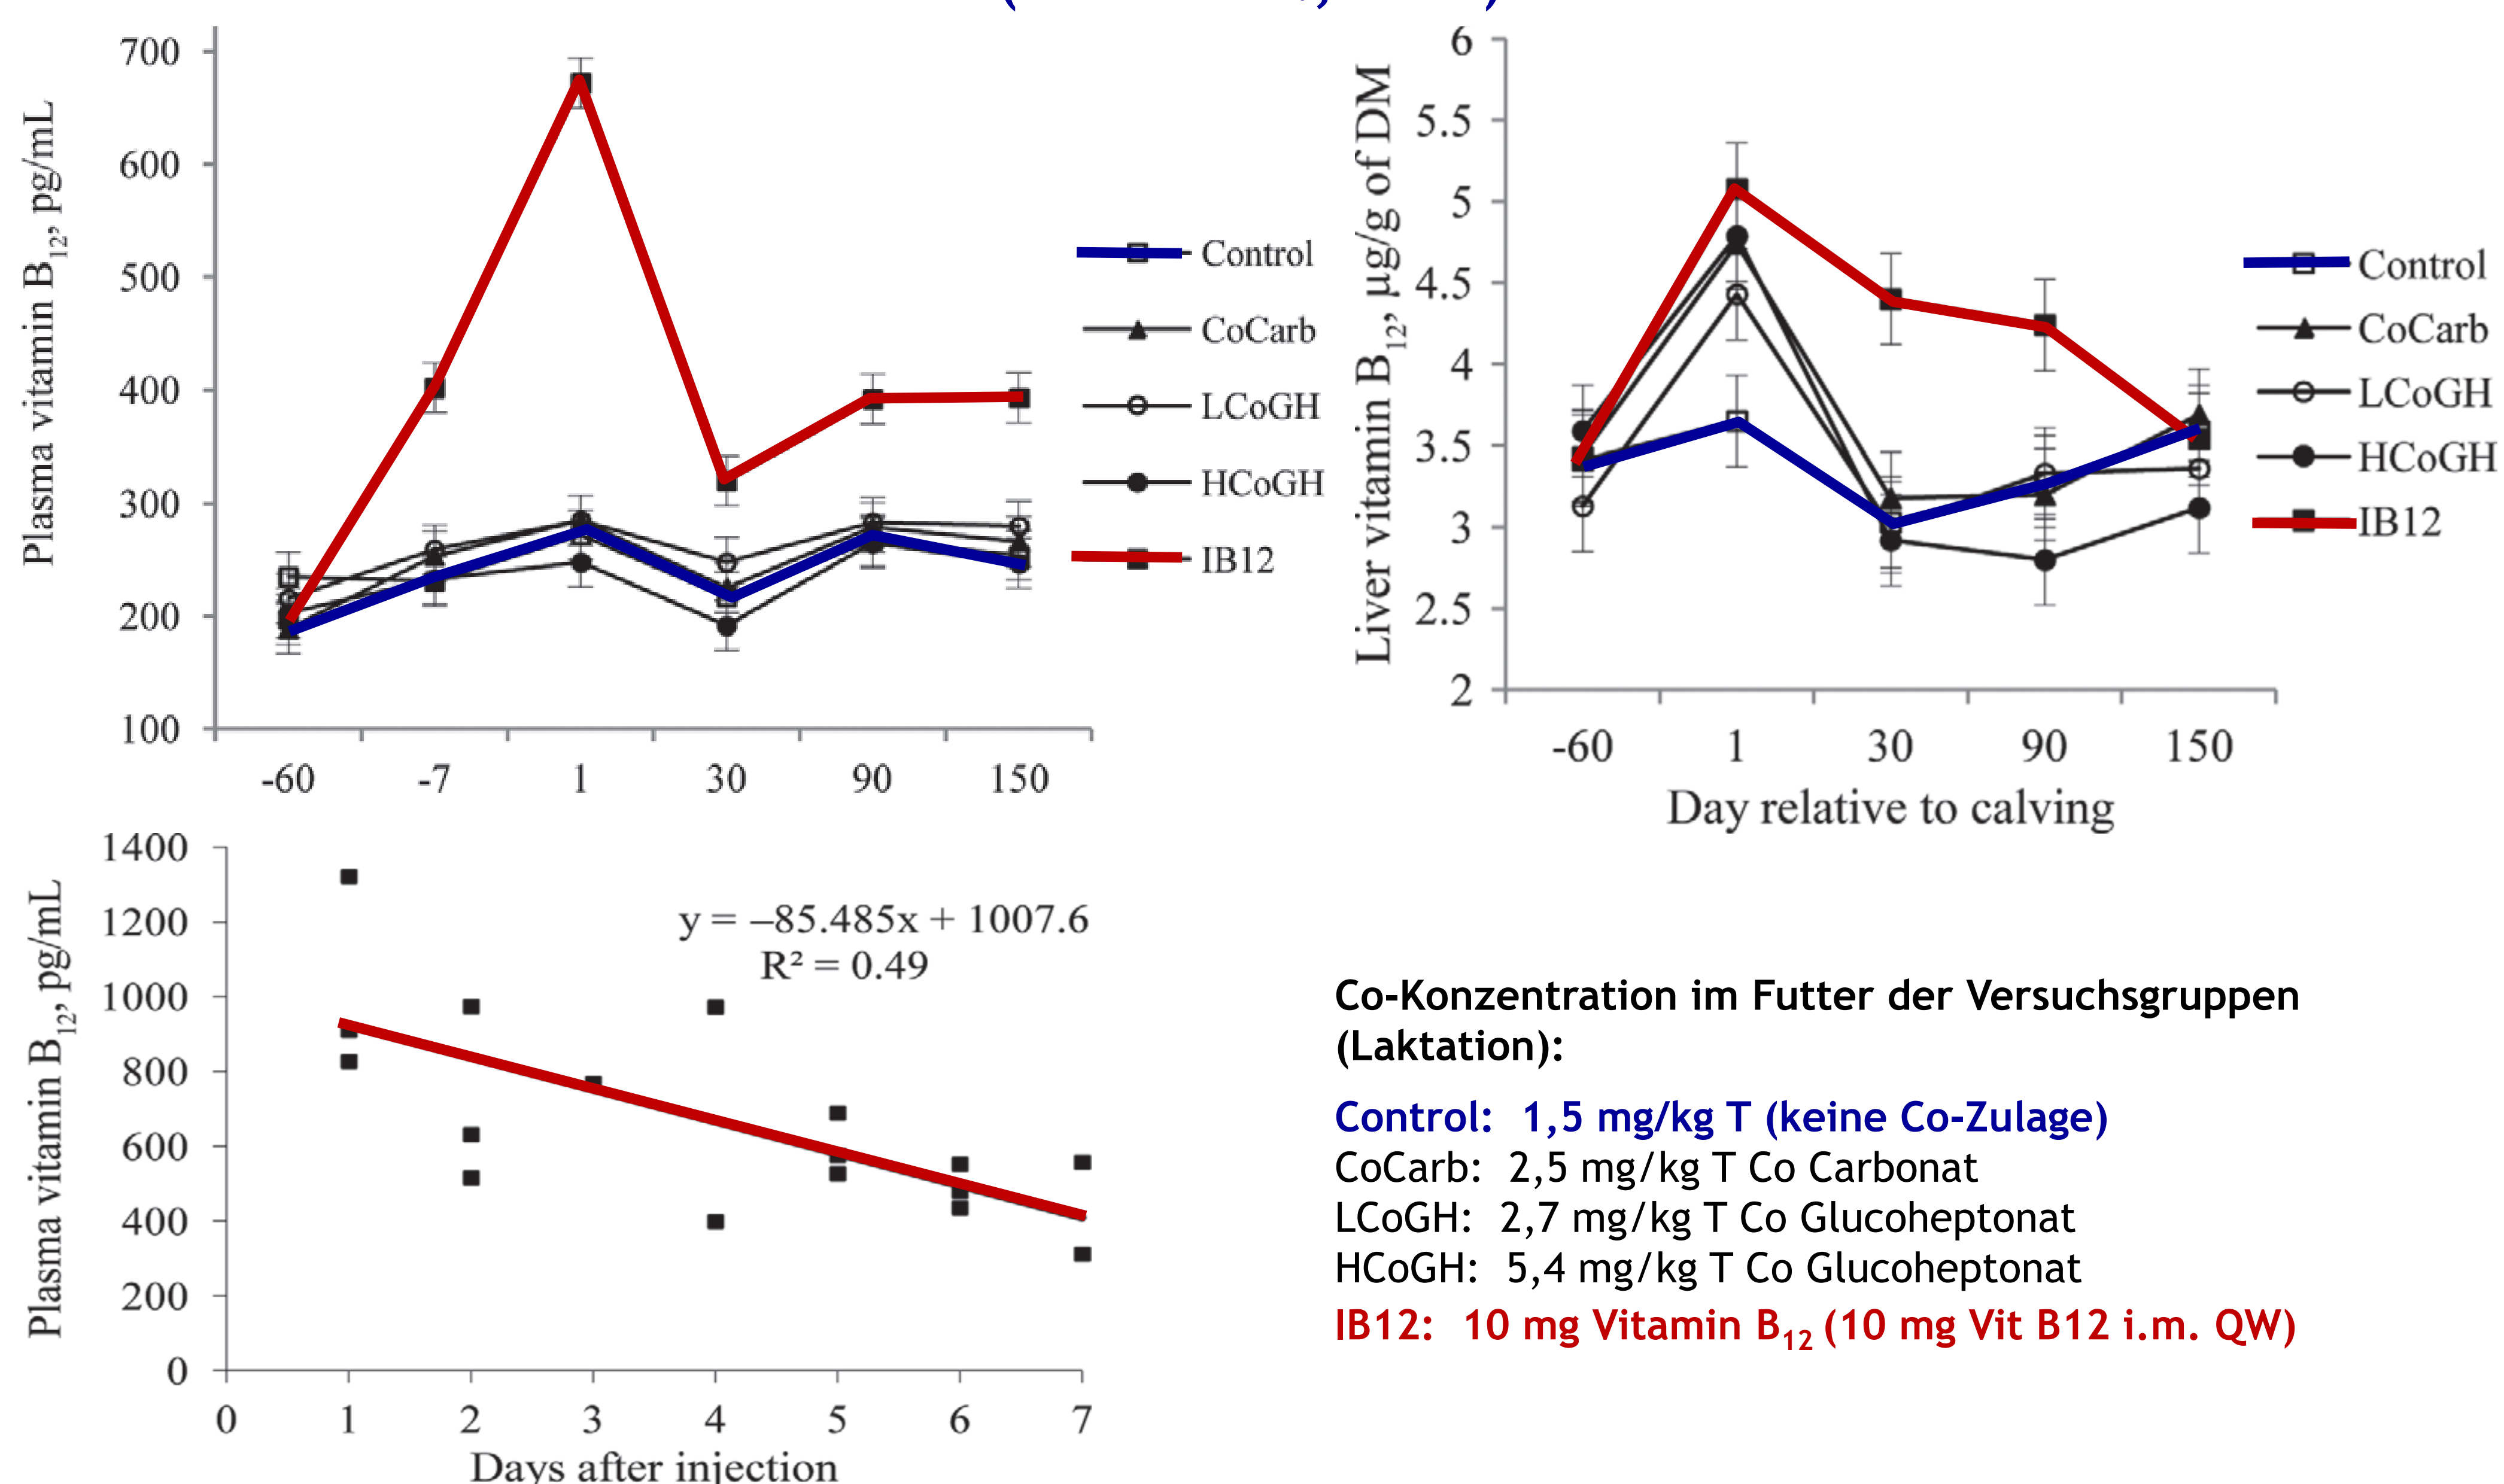 700
600
500
400
300
200
100
Plasma vitamin B12, pg/mL
-60 -7 1 30 90 150
Control
CoCarb
LCoGH
HCoGH
IB12
6
5.5
5
4.5
4
3.5
3
2.5
2
Liver vitamin B12, µg/g of DM
-60 1 30 90 150
Day relative to calving
Control
CoCarb
LCoGH
HCoGH
IB12
1400
1200
1000
800
600
400
200
0
Plasma vitamin B12, pg/mL
y = –85.485x + 1007.6
R² = 0.49
0 1 2 3 4 5 6 7
Days after injection
Co-Konzentration im Futter der Versuchsgruppen
(Laktation):
Control: 1,5 mg/kg T (keine Co-Zulage)
CoCarb: 2,5 mg/kg T Co Carbonat
LCoGH: 2,7 mg/kg T Co Glucoheptonat
HCoGH: 5,4 mg/kg T Co Glucoheptonat
IB12: 10 mg Vitamin B12 (10 mg Vit B12 i.m. QW)